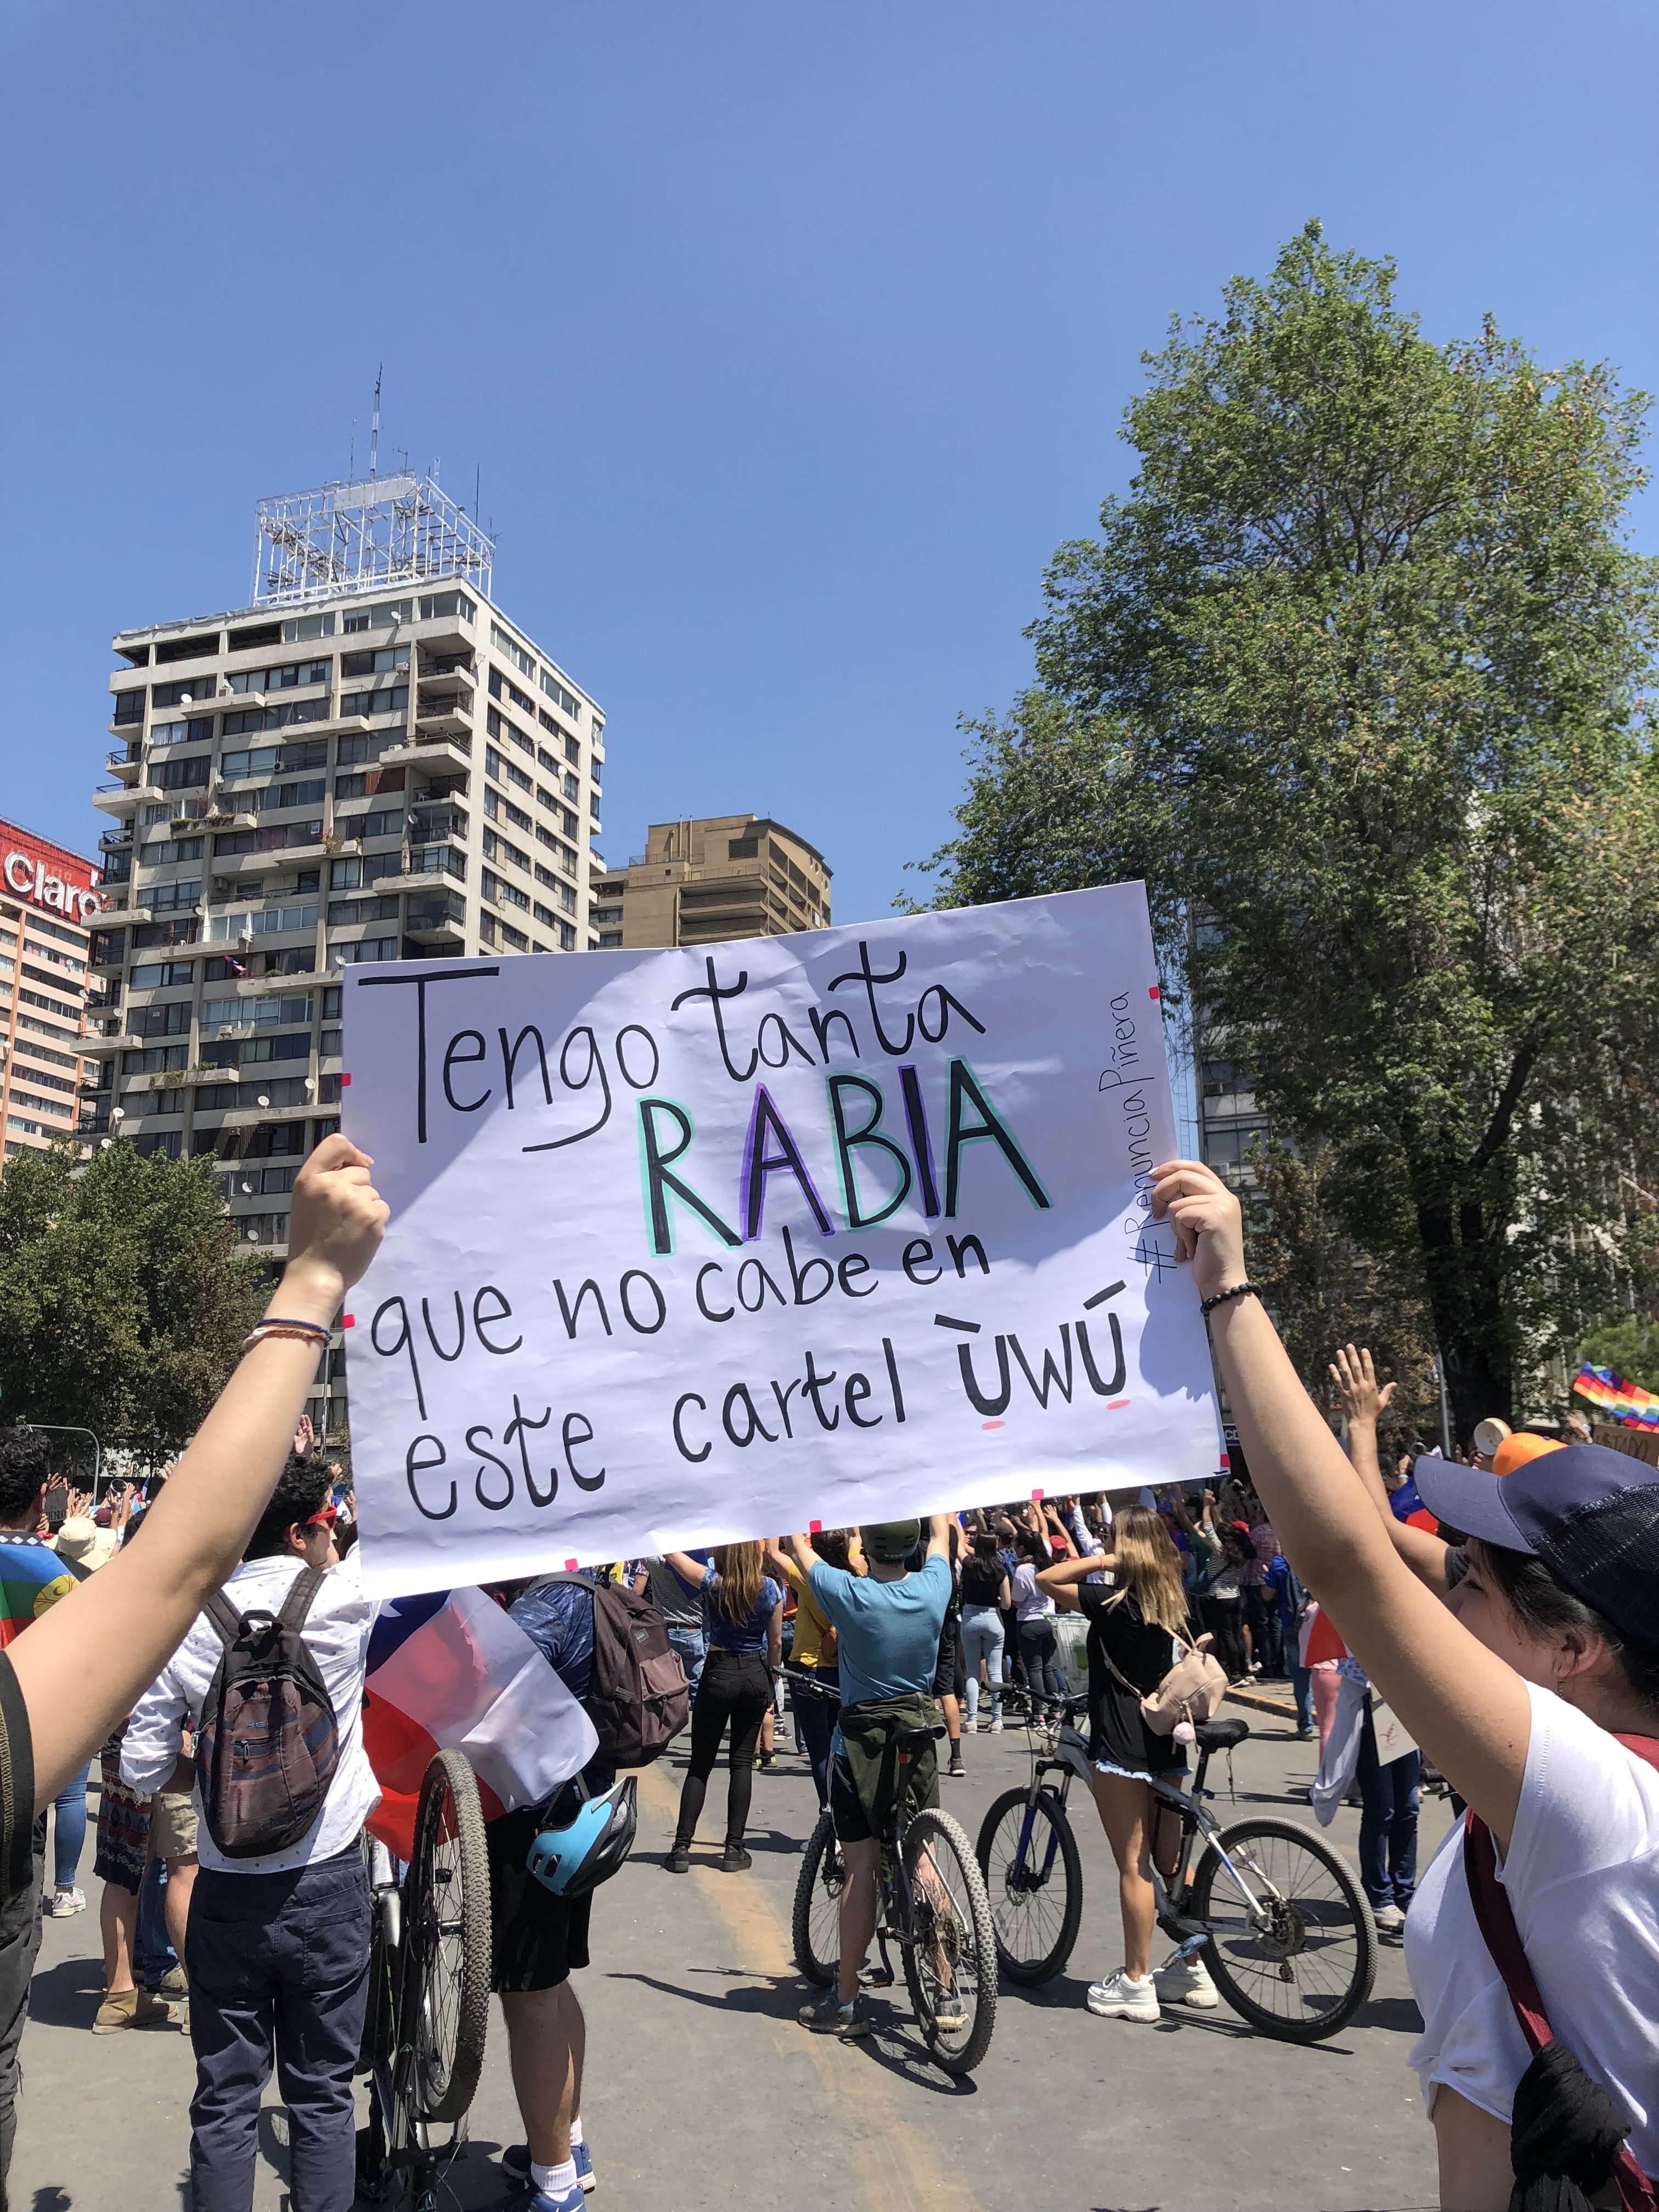 Claro
Tengo tanta
RABIA
que no cabe en
este cartel ÙWÚ
#RenunciaPiñera